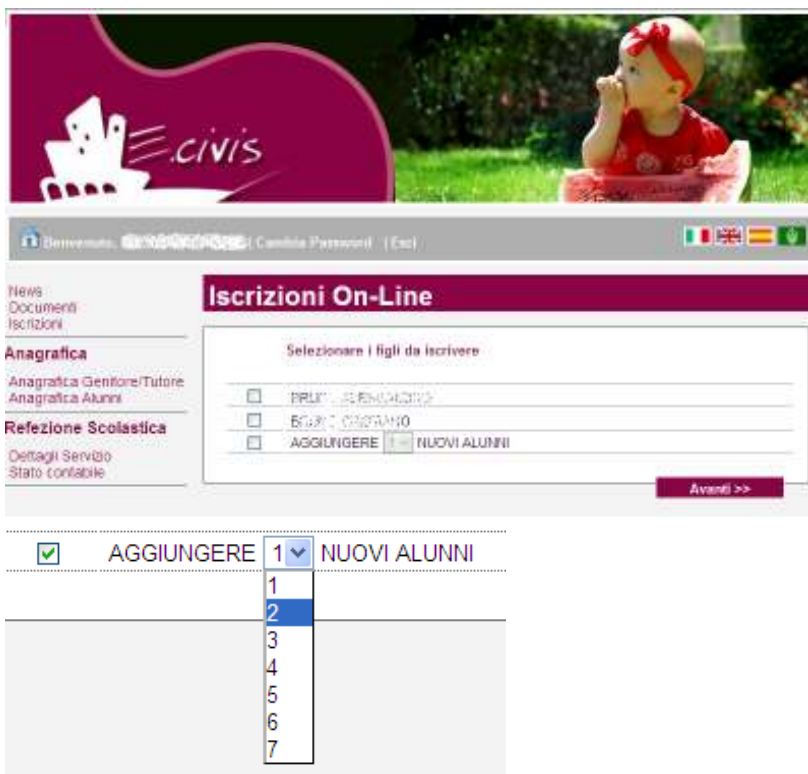 E.civis
Benvenuto, | Cambia Password | (Esci)
News
Documenti
Iscrizioni
Anagrafica
Anagrafica Genitore/Tutore
Anagrafica Alunni
Refezione Scolastica
Dettagli Servizio
Stato contabile
Iscrizioni On-Line
Selezionare i figli da iscrivere
AGGIUNGERE 1 NUOVI ALUNNI
Avanti >>
AGGIUNGERE 1 NUOVI ALUNNI
1
2
3
4
5
6
7